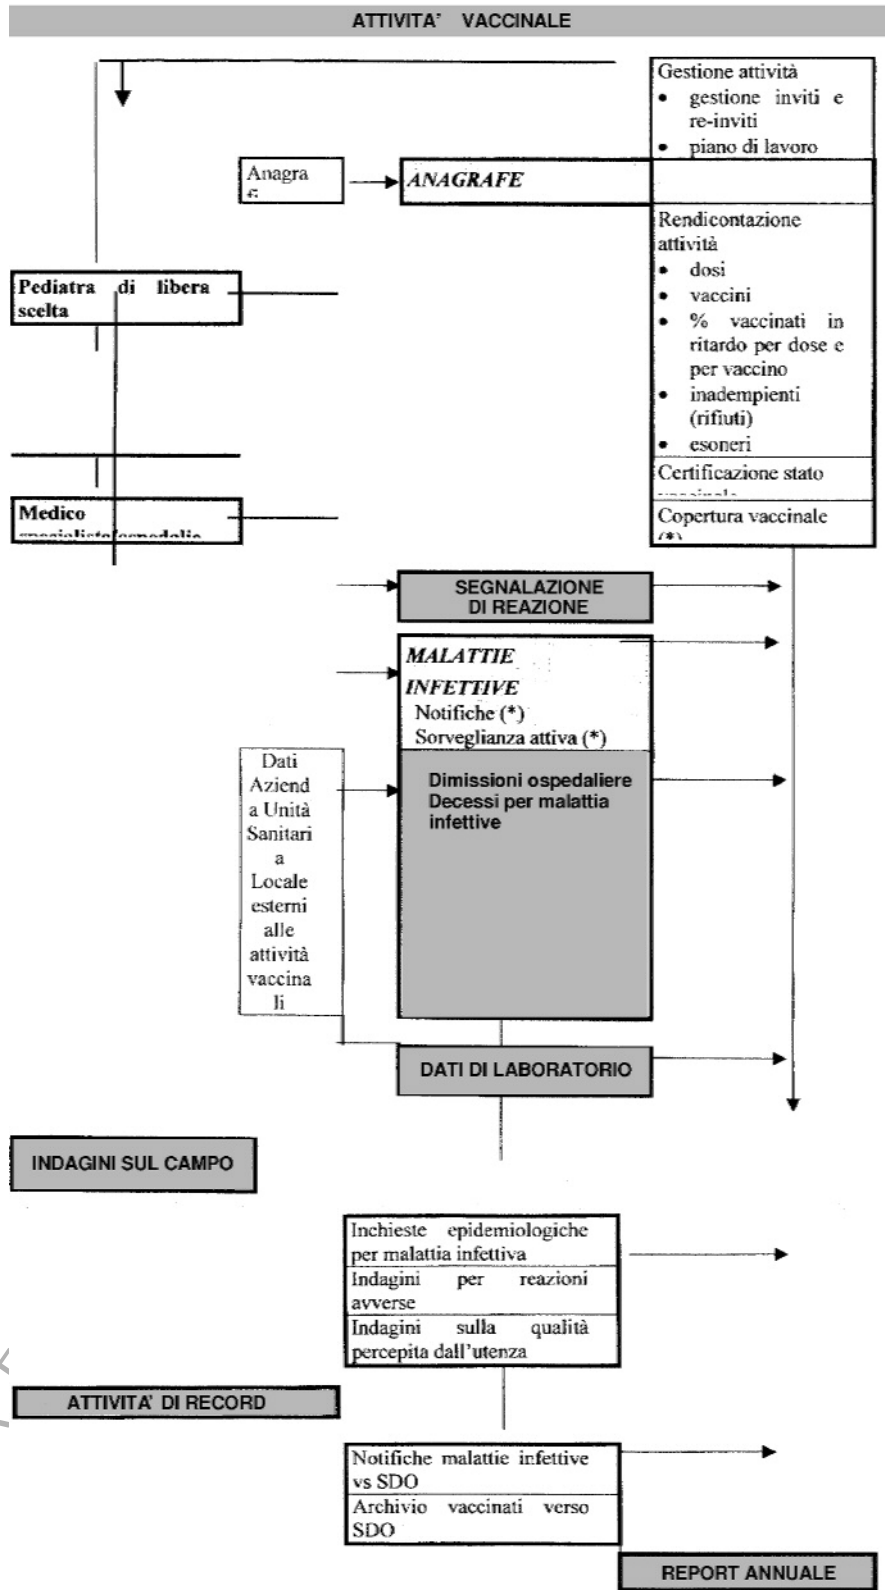 ATTIVITA' VACCINALE
Gestione attività
• gestione inviti e
re-inviti
• piano di lavoro
Anagra
ANAGRAFE
Rendicontazione
attività
• dosi
• vaccini
• % vaccinati in
ritardo per dose e
per vaccino
• inadempienti
(rifiuti)
• esoneri
Certificazione stato
Copertura vaccinale
(*)
Pediatra di libera
scelta
Medico
SEGNALAZIONE
DI REAZIONE
MALATTIE
INFETTIVE
Notifiche (*)
Sorveglianza attiva (*)
Dimissioni ospedaliere
Decessi per malattia
infettive
Dati
Aziend
a Unità
Sanitari
a
Locale
esterni
alle
attività
vaccina
li
DATI DI LABORATORIO
INDAGINI SUL CAMPO
Inchieste epidemiologiche
per malattia infettiva
Indagini per reazioni
avverse
Indagini sulla qualità
percepita dall'utenza
ATTIVITA' DI RECORD
Notifiche malattie infettive
vs SDO
Archivio vaccinati verso
SDO
REPORT ANNUALE